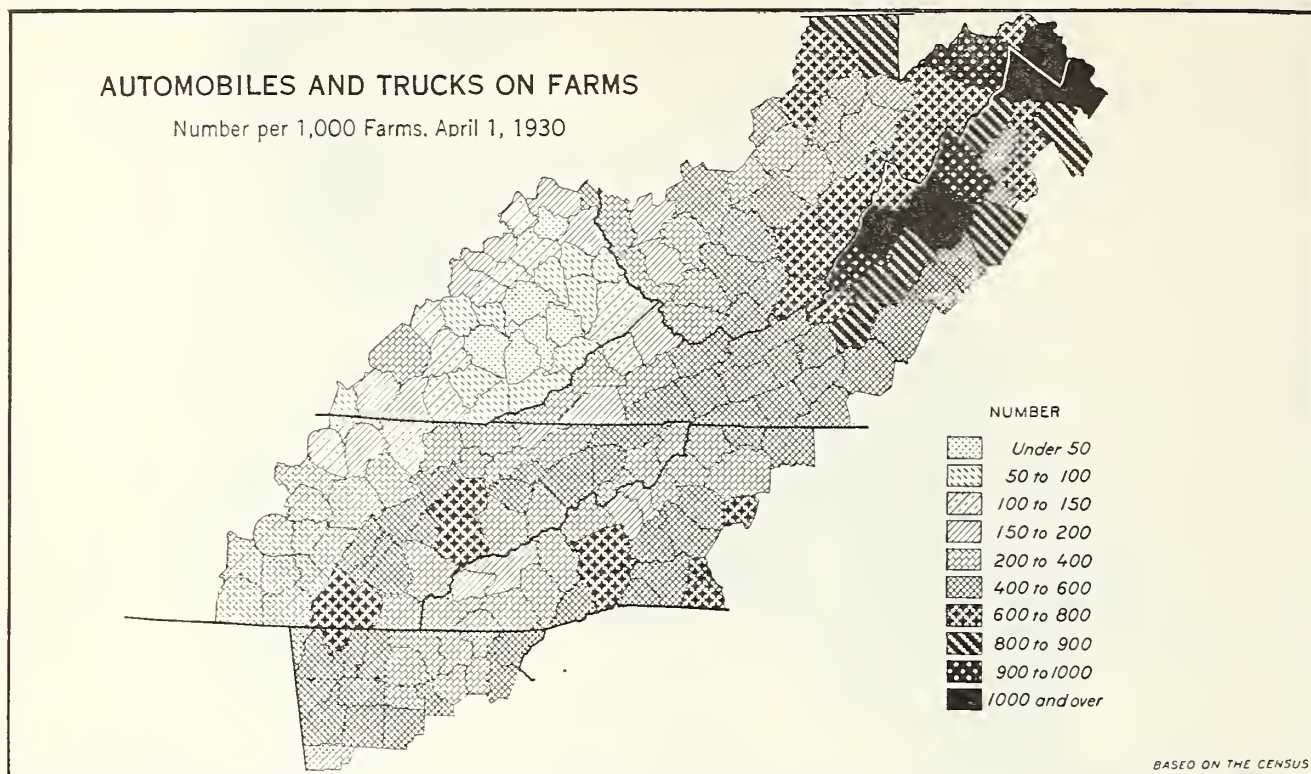 AUTOMOBILES AND TRUCKS ON FARMS
Number per 1,000 Farms, April 1, 1930
NUMBER
Under 50
50 to 100
100 to 150
150 to 200
200 to 400
400 to 600
600 to 800
800 to 900
900 to 1000
1000 and over
BASED ON THE CENSUS